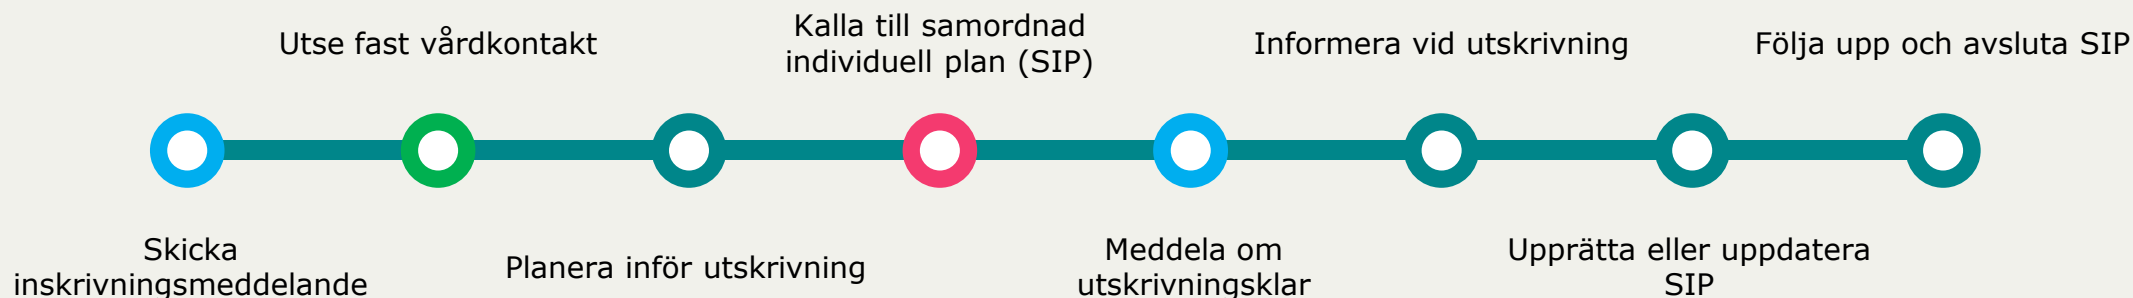 Utse fast vårdkontakt
Kalla till samordnad
individuell plan (SIP)
Informera vid utskrivning
Följa upp och avsluta SIP
Skicka
inskrivningsmeddelande
Planera inför utskrivning
Meddela om
utskrivningsklar
Upprätta eller uppdatera
SIP